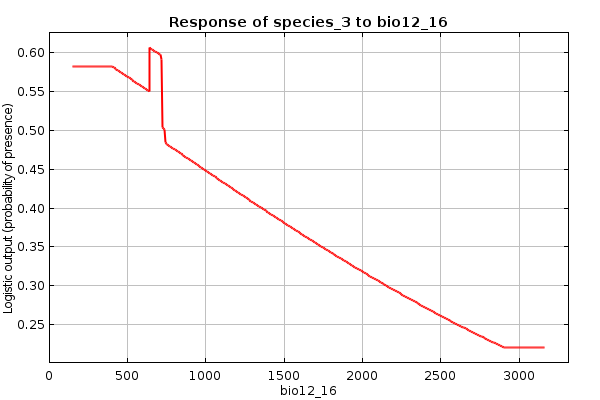 Response of species_3 to bio12_16
Logistic output (probability of presence)
0.60
0.55
0.50
0.45
0.40
0.35
0.30
0.25
0 500 1000 1500 2000 2500 3000
bio12_16